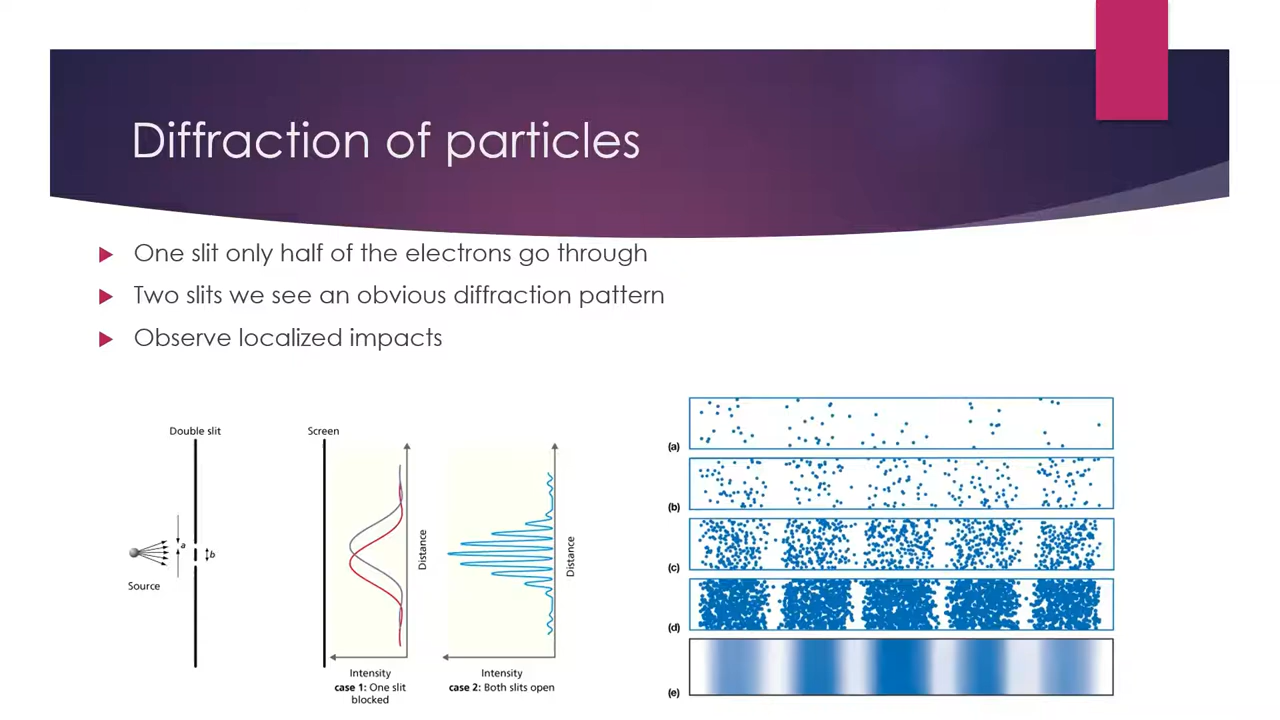 Diffraction of particles
One slit only half of the electrons go through
Two slits we see an obvious diffraction pattern
Observe localized impacts
Double slit
Screen
a
b
Source
Distance
Intensity
case 1: One slit
blocked
Distance
Intensity
case 2: Both slits open
(a)
(b)
(c)
(d)
(e)